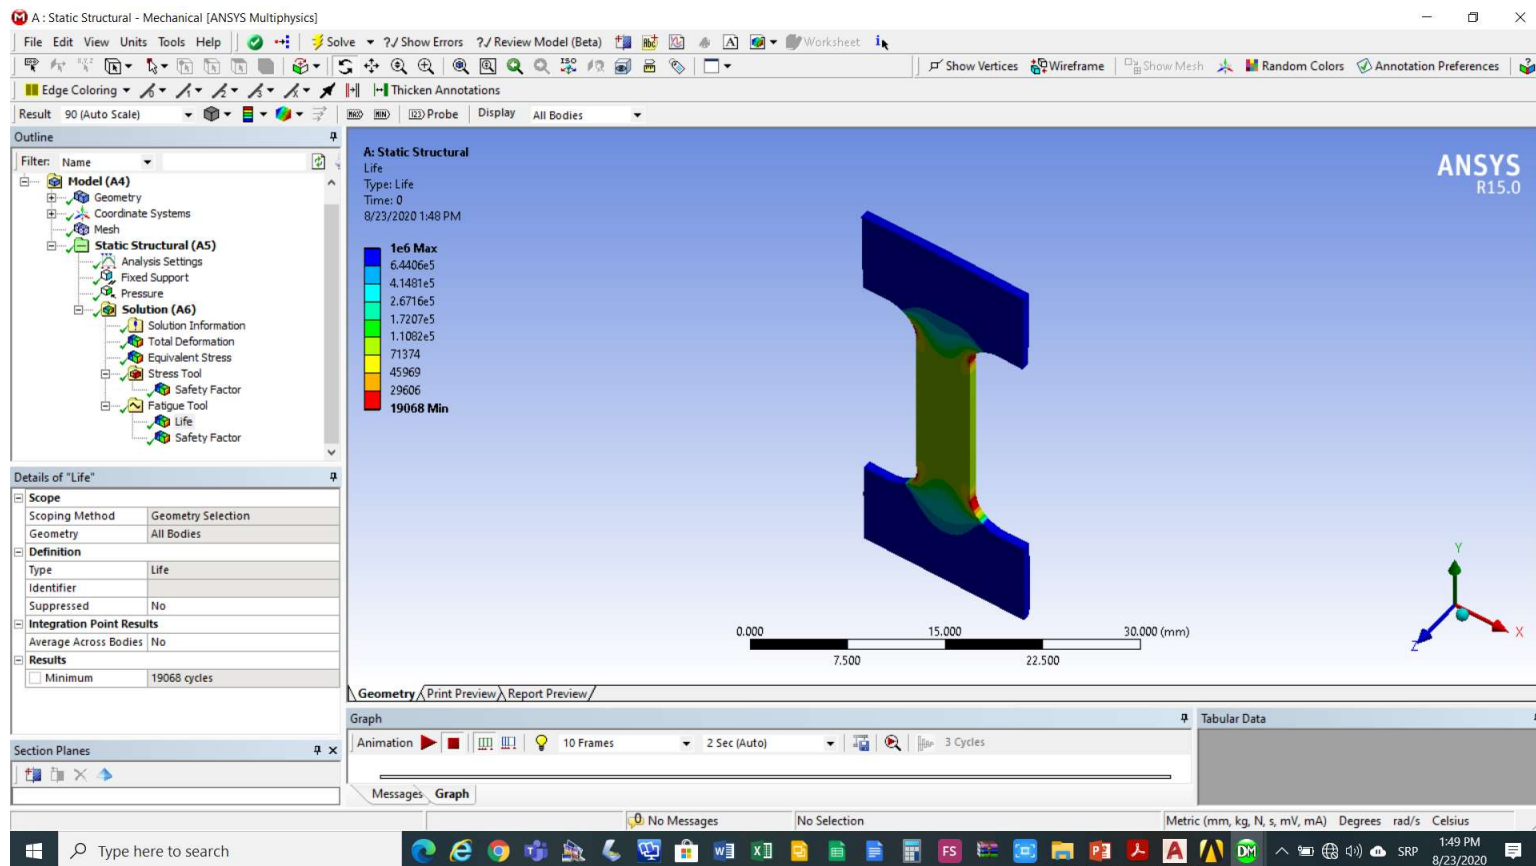 A : Static Structural - Mechanical [ANSYS Multiphysics]
File Edit View Units Tools Help Solve ?/ Show Errors ?/ Review Model (Beta) A Worksheet
Show Vertices Wireframe Show Mesh Random Colors Annotation Preferences
Edge Coloring Thicken Annotations
Result 90 (Auto Scale) MAX MIN 123 Probe Display All Bodies
Outline
Filter: Name
Model (A4)
Geometry
Coordinate Systems
Mesh
Static Structural (A5)
Analysis Settings
Fixed Support
Pressure
Solution (A6)
Solution Information
Total Deformation
Equivalent Stress
Stress Tool
Safety Factor
Fatigue Tool
Life
Safety Factor
Details of "Life"
Scope
Scoping Method Geometry Selection
Geometry All Bodies
Definition
Type Life
Identifier
Suppressed No
Integration Point Results
Average Across Bodies No
Results
Minimum 19068 cycles
Section Planes
A: Static Structural
Life
Type: Life
Time: 0
8/23/2020 1:48 PM
1e6 Max
6.4406e5
4.1481e5
2.6716e5
1.7207e5
1.1082e5
71374
45969
29606
19068 Min
ANSYS
R15.0
0.000 15.000 30.000 (mm)
7.500 22.500
Y
X
Z
Geometry Print Preview Report Preview
Graph
Animation 10 Frames 2 Sec (Auto) 3 Cycles
Messages Graph
Tabular Data
0 No Messages No Selection Metric (mm, kg, N, s, mV, mA) Degrees rad/s Celsius
Type here to search
FS
DM
SRP
1:49 PM
8/23/2020